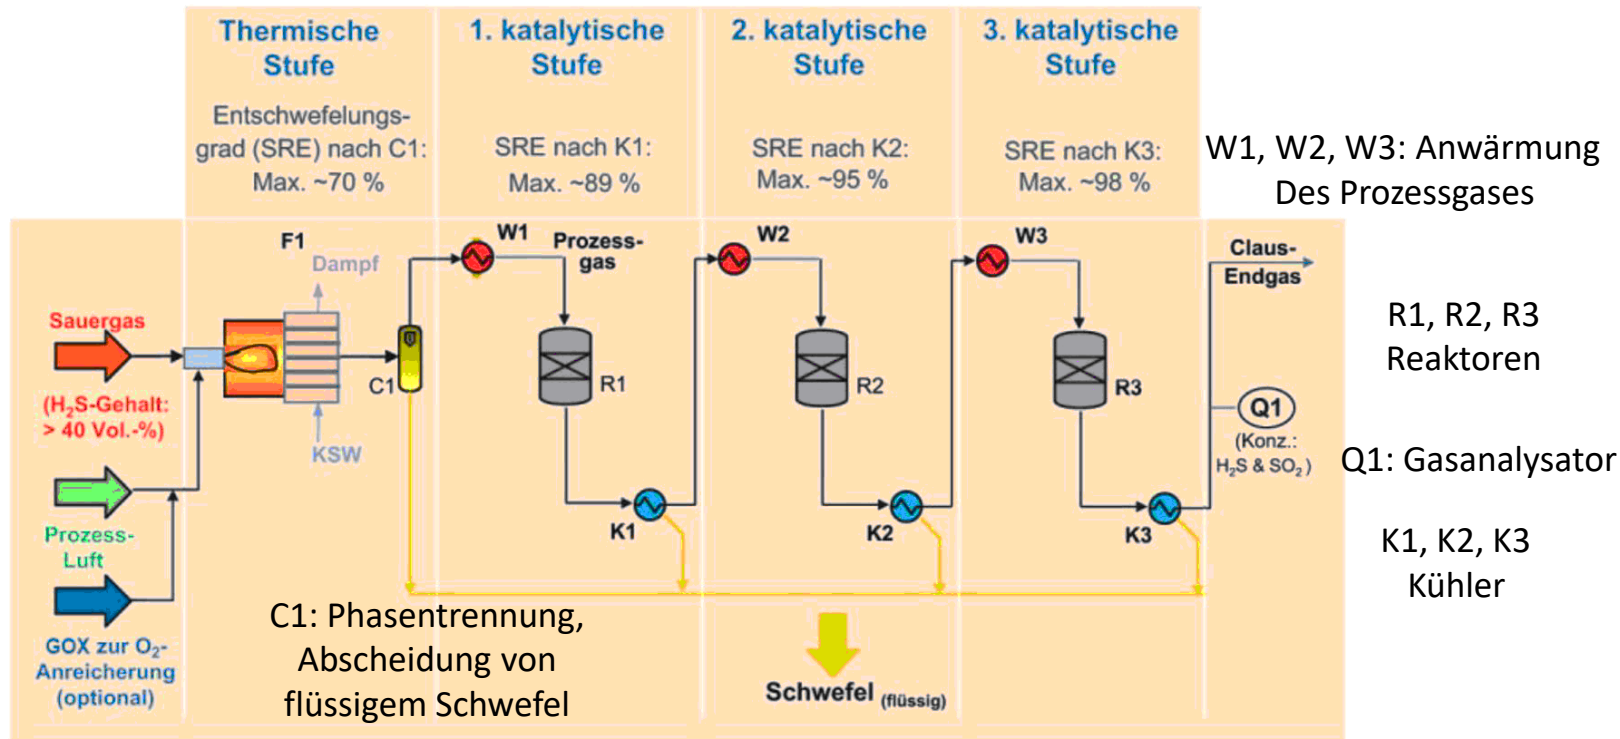 Thermische
Stufe
Entschwefelungs-
grad (SRE) nach C1:
Max. ~70 %
1. katalytische
Stufe
SRE nach K1:
Max. ~89 %
2. katalytische
Stufe
SRE nach K2:
Max. ~95 %
3. katalytische
Stufe
SRE nach K3:
Max. ~98 %
W1, W2, W3: Anwärmung
Des Prozessgases
F1
Dampf
Sauergas
(H₂S-Gehalt:
> 40 Vol.-%)
KSW
C1
Prozess-
Luft
GOX zur O₂-
Anreicherung
(optional)
W1
Prozess-
gas
R1
K1
W2
R2
K2
W3
R3
K3
Claus-
Endgas
Q1
(Konz.:
H₂S & SO₂)
R1, R2, R3
Reaktoren
Q1: Gasanalysator
K1, K2, K3
Kühler
C1: Phasentrennung,
Abscheidung von
flüssigem Schwefel
Schwefel (flüssig)